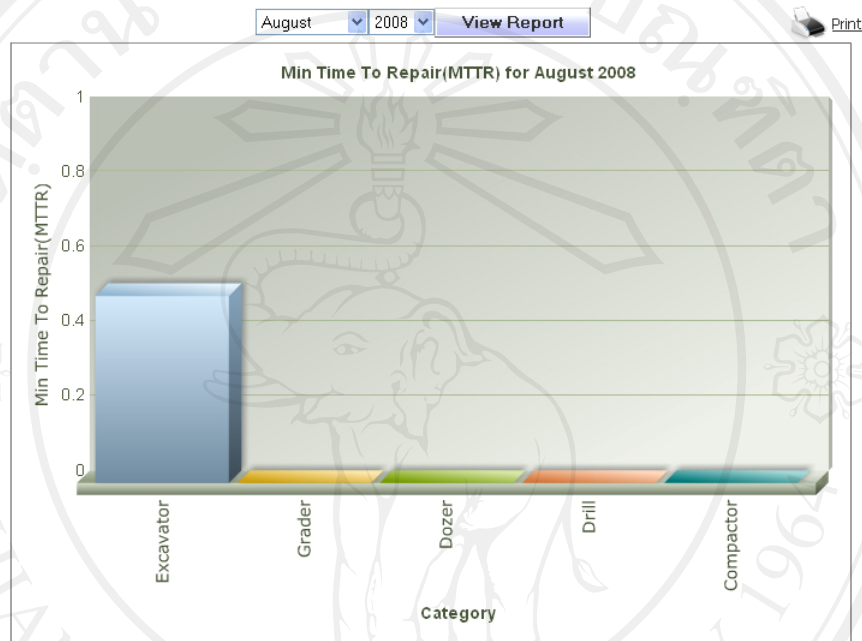 August 2008 View Report Print
Min Time To Repair(MTTR) for August 2008
1
0.8
0.6
0.4
0.2
0
Min Time To Repair(MTTR)
Excavator
Grader
Dozer
Drill
Compactor
Category
1964